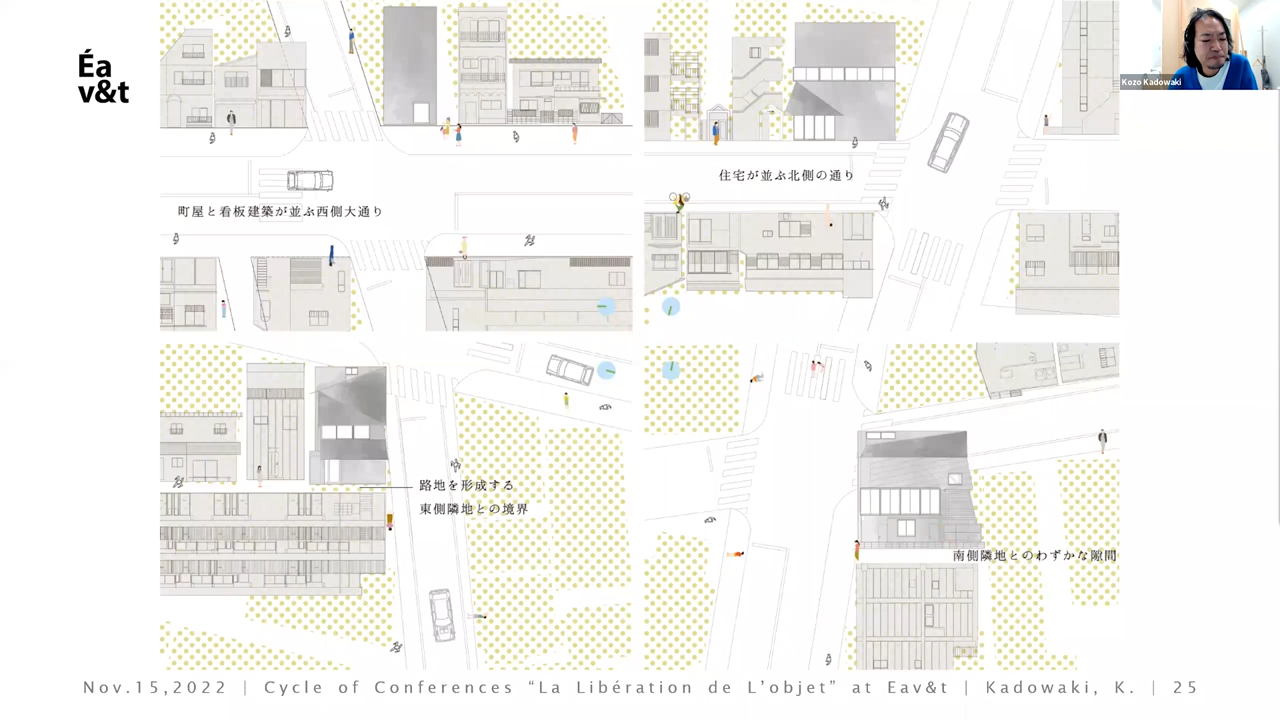 Éa
v&t
Kozo Kadowaki
町屋と看板建築が並ぶ西側大通り
住宅が並ぶ北側の通り
路地を形成する
東側隣地との境界
南側隣地とのわずかな隙間
Nov.15,2022 | Cycle of Conferences “La Libération de L’objet” at Eav&t | Kadowaki, K. | 25